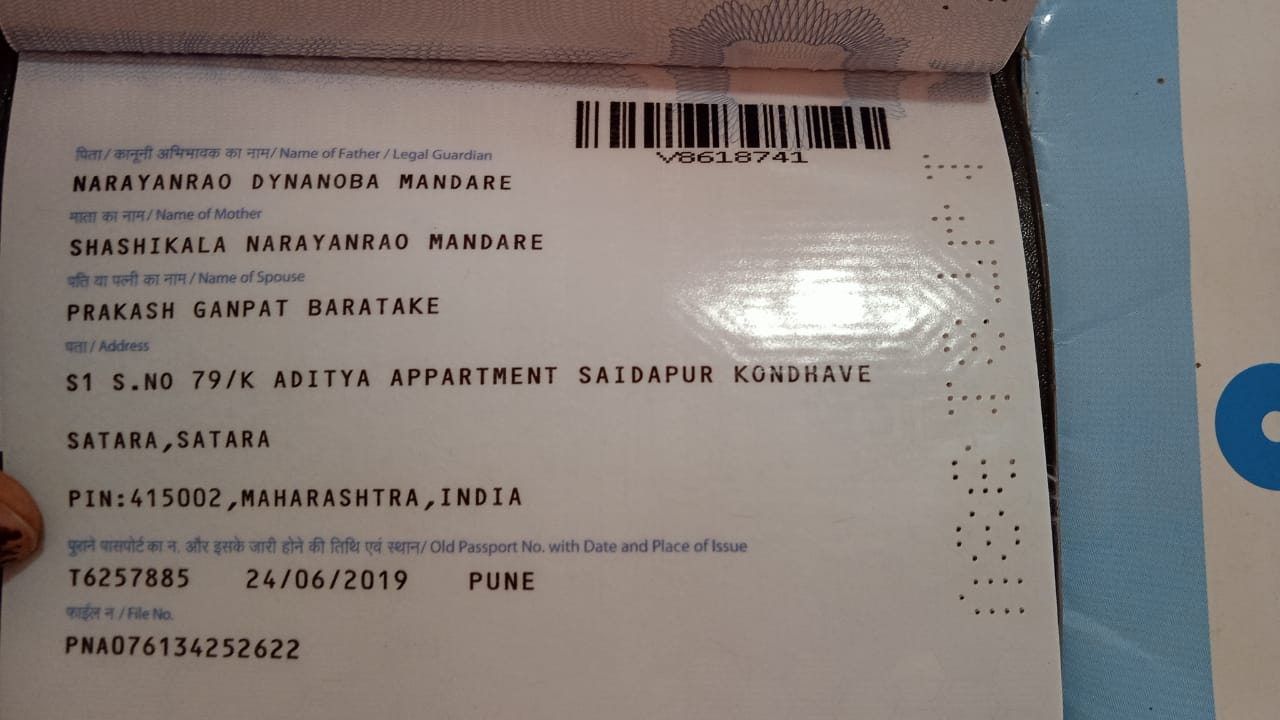 V8618741
पिता / कानूनी अभिभावक का नाम / Name of Father / Legal Guardian
NARAYANRAO DYNANOBA MANDARE
माता का नाम / Name of Mother
SHASHIKALA NARAYANRAO MANDARE
पति या पत्नी का नाम / Name of Spouse
PRAKASH GANPAT BARATAKE
पता / Address
S1 S.NO 79/K ADITYA APPARTMENT SAIDAPUR KONDHAVE
SATARA,SATARA
PIN:415002,MAHARASHTRA,INDIA
पुराने पासपोर्ट का न. और इसके जारी होने की तिथि एवं स्थान / Old Passport No. with Date and Place of Issue
T6257885 24/06/2019 PUNE
फाईल न / File No.
PNA076134252622